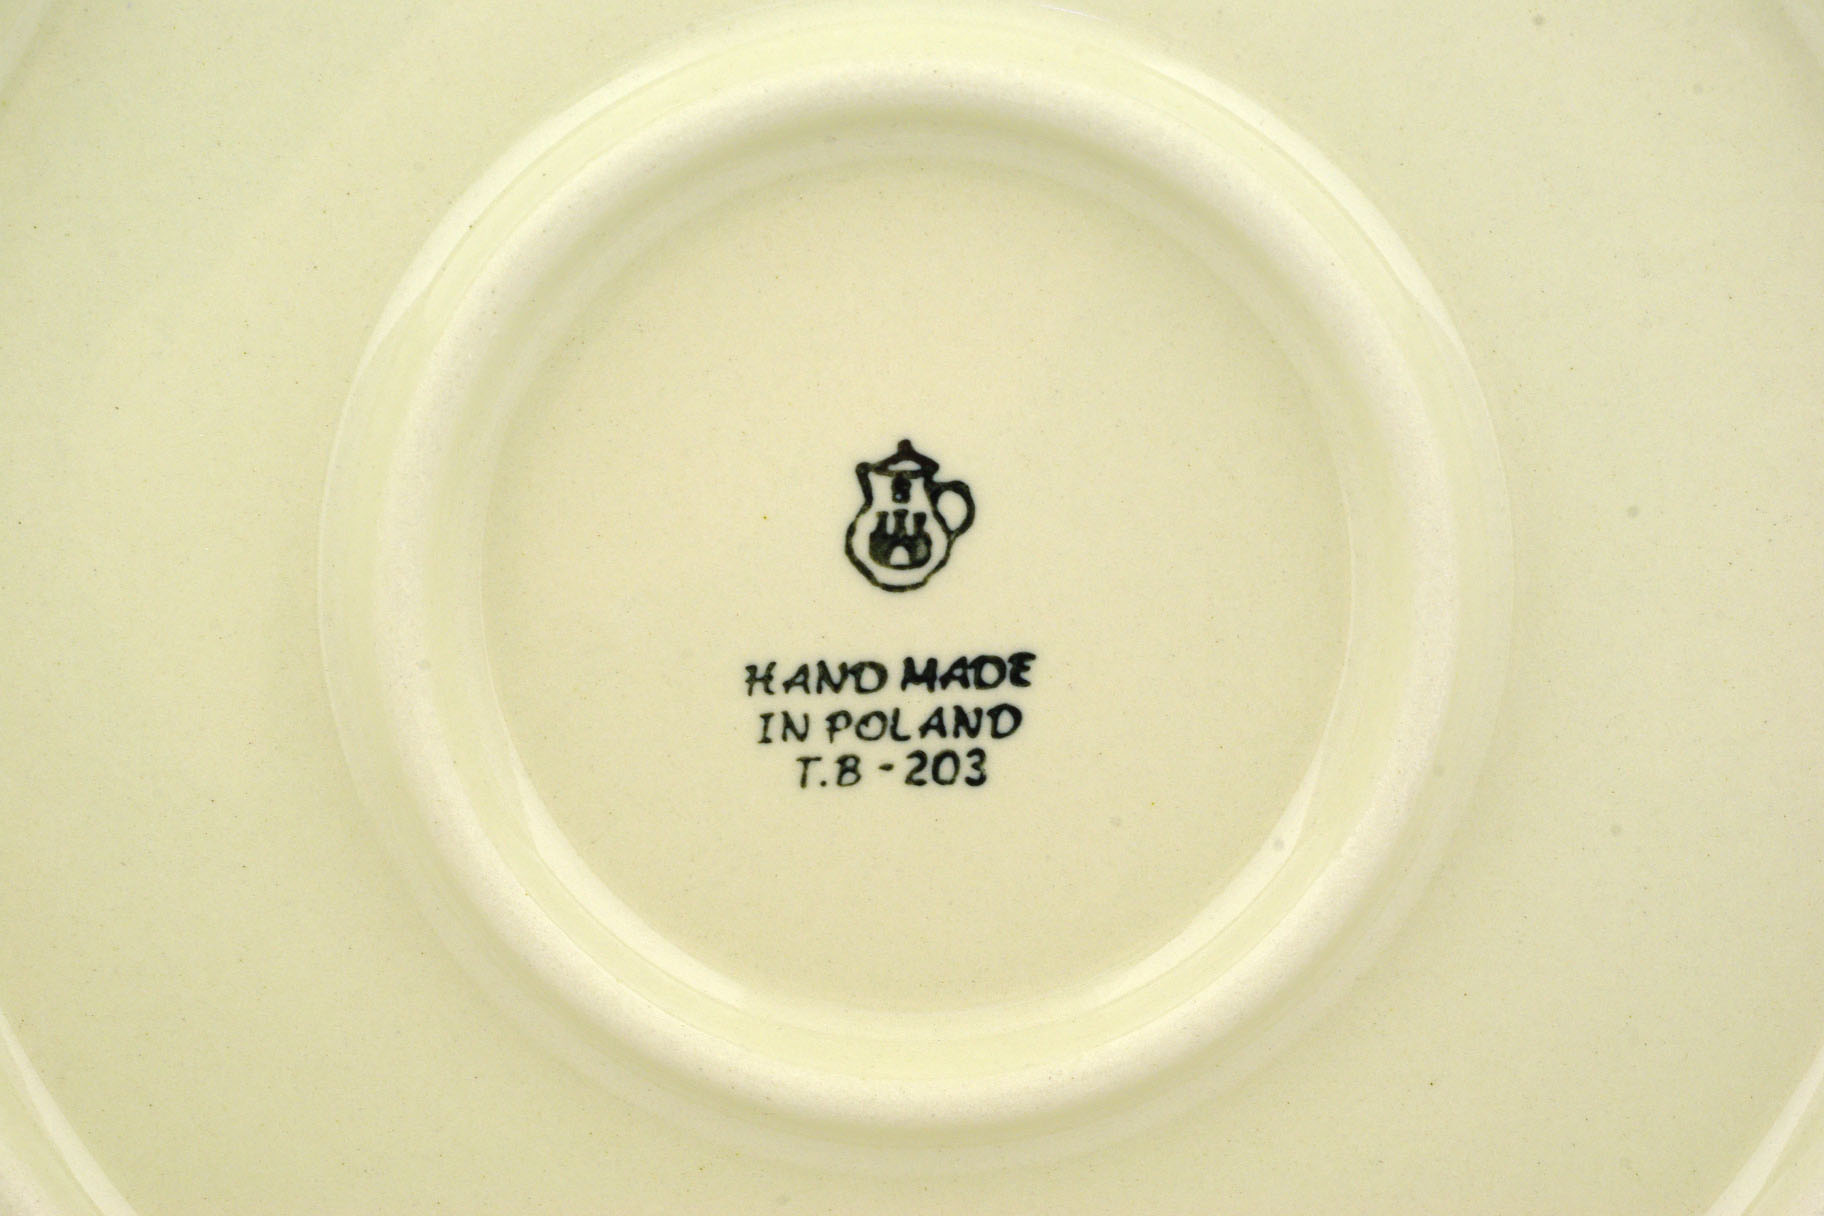 HAND MADE
IN POLAND
T.B - 203